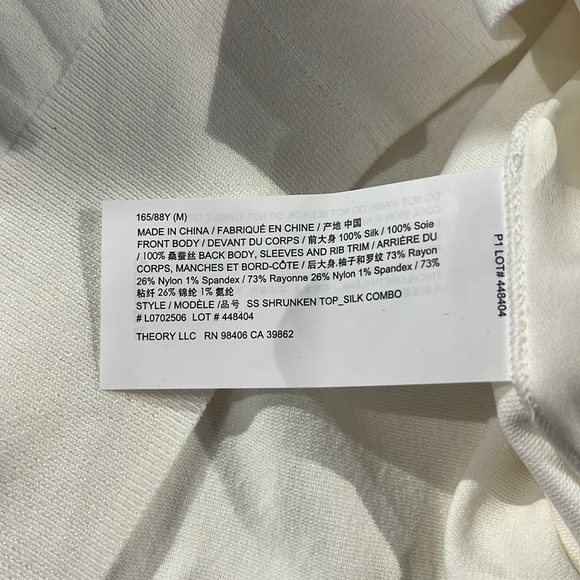 165/88Y (M)
MADE IN CHINA / FABRIQUÉ EN CHINE / 产地 中国
FRONT BODY / DEVANT DU CORPS / 前大身 100% Silk / 100% Soie
/ 100% 桑蚕丝 BACK BODY, SLEEVES AND RIB TRIM / ARRIÈRE DU
CORPS, MANCHES ET BORD-CÔTE / 后大身,袖子和罗纹 73% Rayon
26% Nylon 1% Spandex / 73% Rayonne 26% Nylon 1% Spandex / 73%
粘纤 26% 锦纶 1% 氨纶
STYLE / MODÈLE /品号 SS SHRUNKEN TOP_SILK COMBO
# L0702506 LOT # 448404
THEORY LLC RN 98406 CA 39862
P1 LOT# 448404